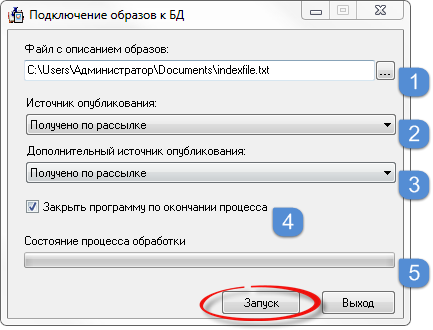 Подключение образов к БД
Файл с описанием образов:
C:\Users\Администратор\Documents\indexfile.txt
...
1
Источник опубликования:
Получено по рассылке
2
Дополнительный источник опубликования:
Получено по рассылке
3
Закрыть программу по окончании процесса
4
Состояние процесса обработки
5
Запуск Выход